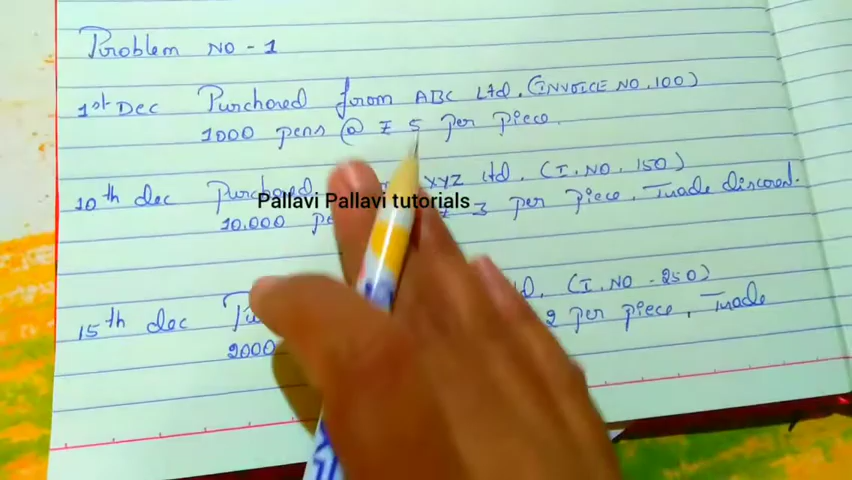 Problem No - 1
1st Dec Purchased from ABC Ltd. (INVOICE NO. 100)
1000 pens @ ₹ 5 per piece.
10th dec Purchased XYZ Ltd. (I. NO. 150)
Pallavi Pallavi tutorials
10,000 3 per piece, Trade discount.
15th dec (I. NO - 250)
2000 2 per piece, Trade